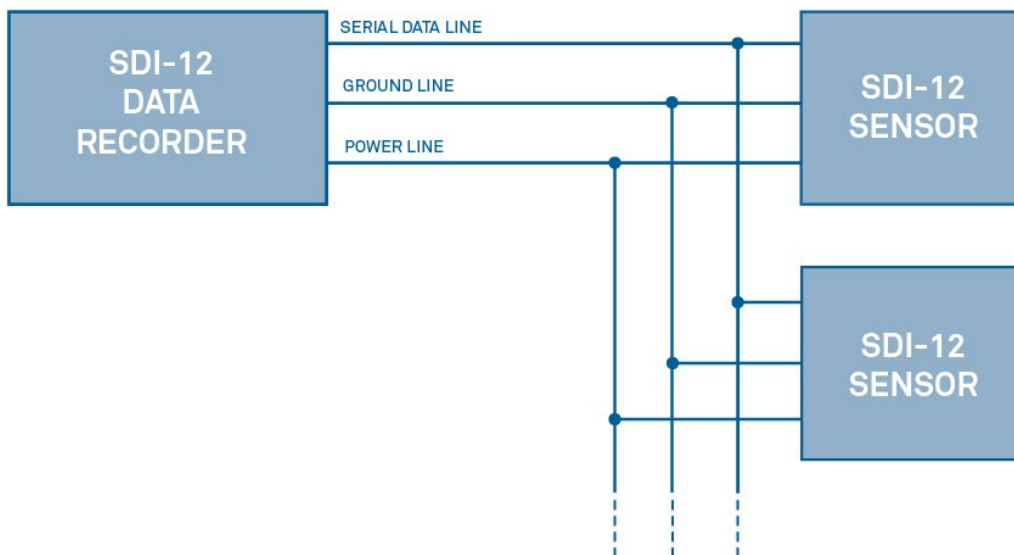 SDI-12
DATA
RECORDER
SERIAL DATA LINE
GROUND LINE
POWER LINE
SDI-12
SENSOR
SDI-12
SENSOR